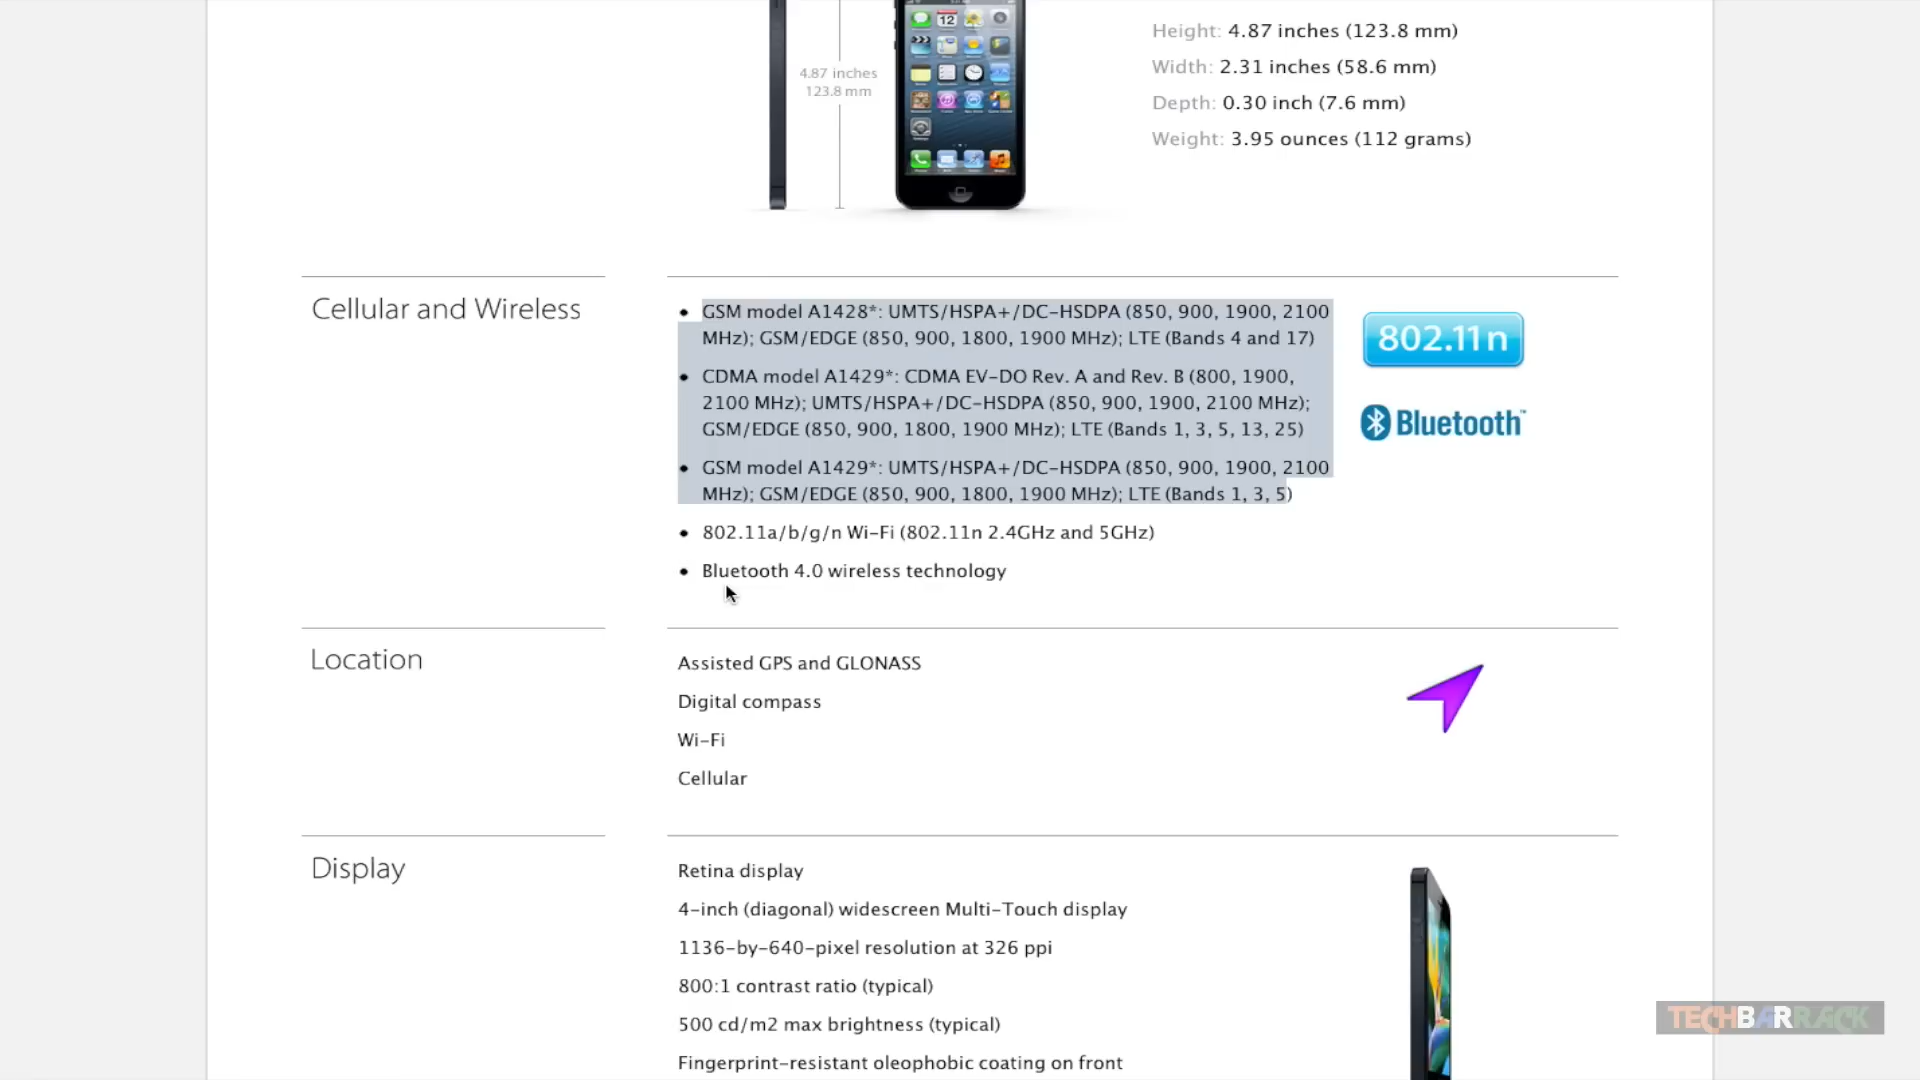 12
4.87 inches
123.8 mm
Height: 4.87 inches (123.8 mm)
Width: 2.31 inches (58.6 mm)
Depth: 0.30 inch (7.6 mm)
Weight: 3.95 ounces (112 grams)
Cellular and Wireless
• GSM model A1428*: UMTS/HSPA+/DC-HSDPA (850, 900, 1900, 2100
MHz); GSM/EDGE (850, 900, 1800, 1900 MHz); LTE (Bands 4 and 17)
• CDMA model A1429*: CDMA EV-DO Rev. A and Rev. B (800, 1900,
2100 MHz); UMTS/HSPA+/DC-HSDPA (850, 900, 1900, 2100 MHz);
GSM/EDGE (850, 900, 1800, 1900 MHz); LTE (Bands 1, 3, 5, 13, 25)
• GSM model A1429*: UMTS/HSPA+/DC-HSDPA (850, 900, 1900, 2100
MHz); GSM/EDGE (850, 900, 1800, 1900 MHz); LTE (Bands 1, 3, 5)
• 802.11a/b/g/n Wi-Fi (802.11n 2.4GHz and 5GHz)
• Bluetooth 4.0 wireless technology
802.11n
Bluetooth™
Location
Assisted GPS and GLONASS
Digital compass
Wi-Fi
Cellular
Display
Retina display
4-inch (diagonal) widescreen Multi-Touch display
1136-by-640-pixel resolution at 326 ppi
800:1 contrast ratio (typical)
500 cd/m2 max brightness (typical)
Fingerprint-resistant oleophobic coating on front
TECHBARRACK